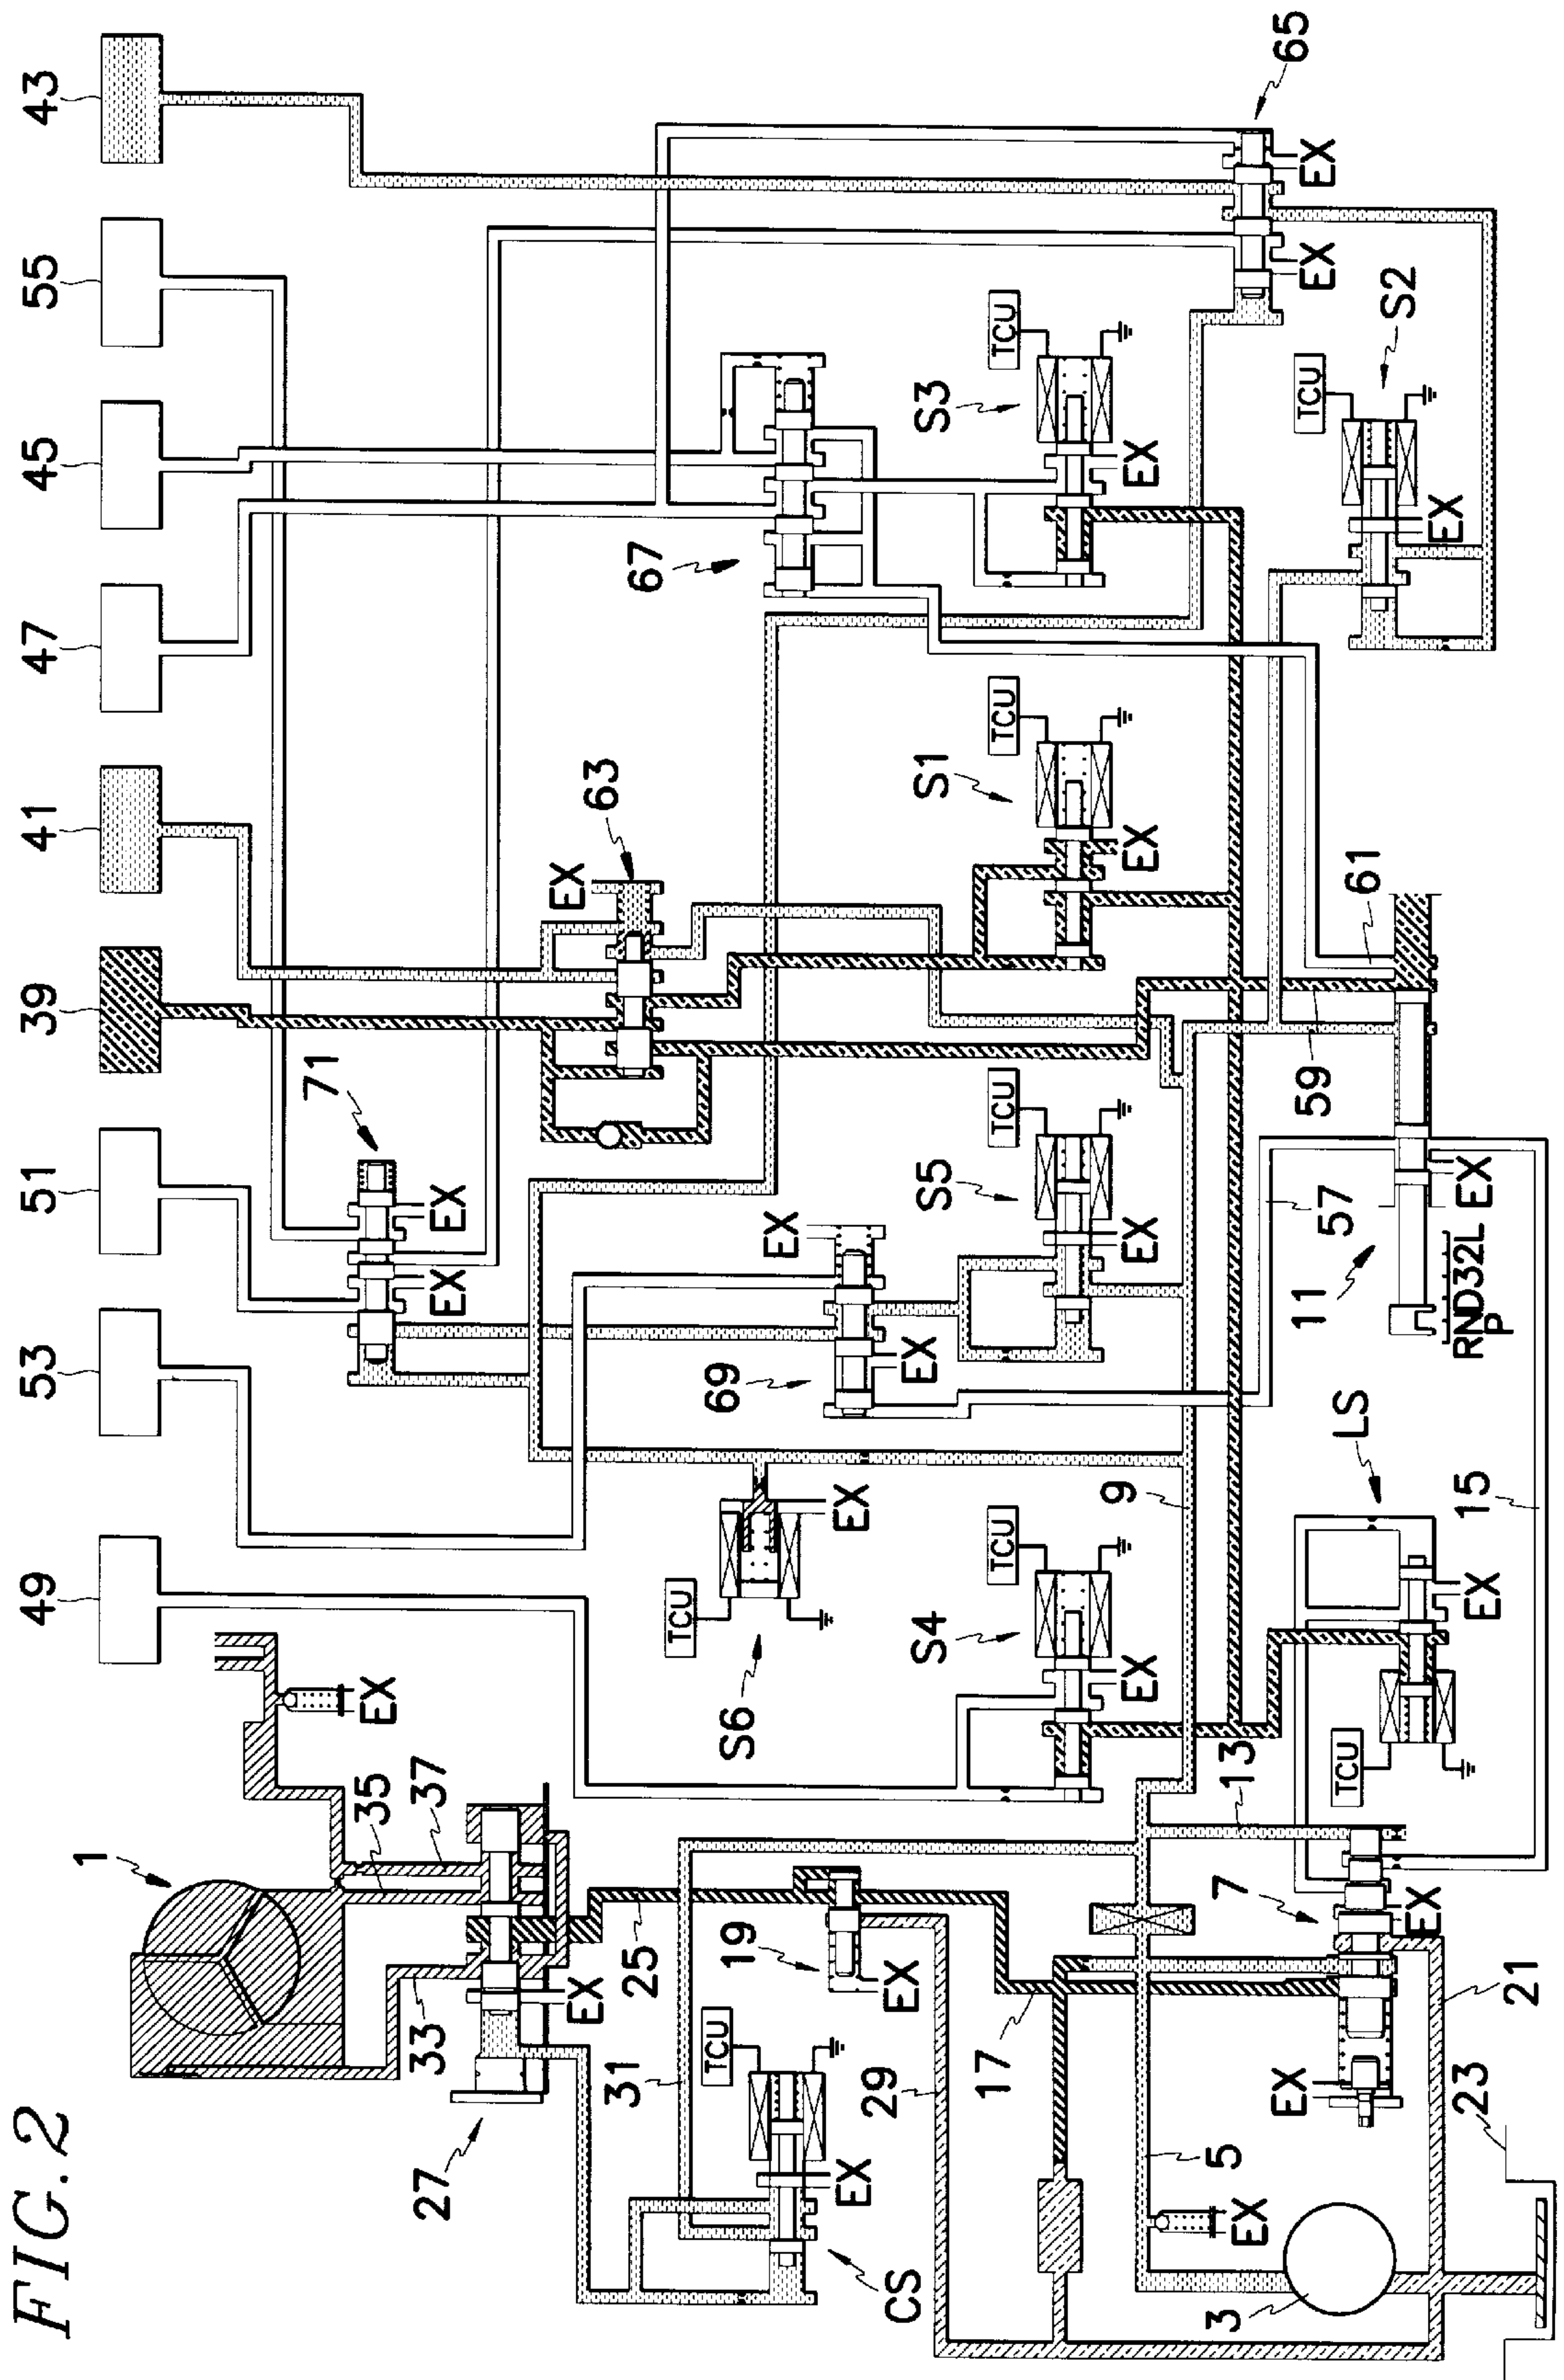 FIG.2
43
55
45
47
41
39
51
53
49
1
37
35
33
27
31
25
19
29
17
CS
TCU
EX
EX
EX
EX
71
EX
EX
63
EX
67
65
EX
EX
S3
TCU
EX
S2
TCU
EX
S1
TCU
EX
S5
TCU
EX
69
EX
EX
S6
TCU
EX
S4
TCU
EX
9
13
LS
TCU
EX
15
11
RND32L
P
57
EX
59
61
7
EX
EX
21
23
5
EX
3